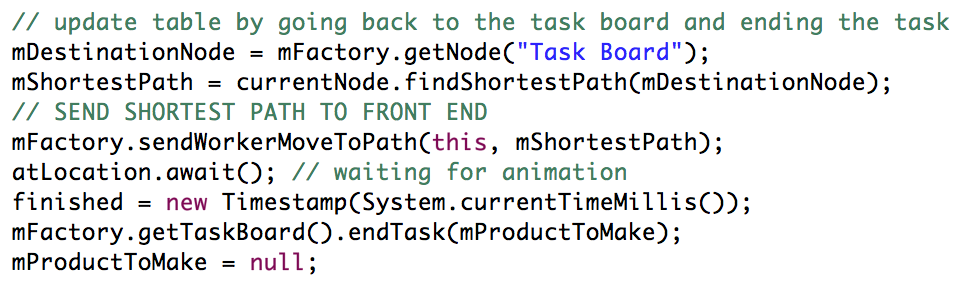 // update table by going back to the task board and ending the task
mDestinationNode = mFactory.getNode("Task Board");
mShortestPath = currentNode.findShortestPath(mDestinationNode);
// SEND SHORTEST PATH TO FRONT END
mFactory.sendWorkerMoveToPath(this, mShortestPath);
atLocation.await(); // waiting for animation
finished = new Timestamp(System.currentTimeMillis());
mFactory.getTaskBoard().endTask(mProductToMake);
mProductToMake = null;